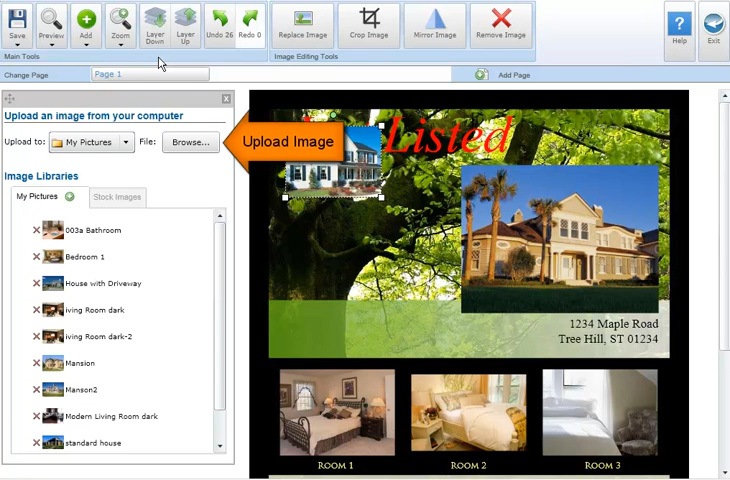 Save
Preview
Add
Zoom
Layer Down
Layer Up
Undo 26
Redo 0
Replace Image
Crop Image
Mirror Image
Remove Image
Help
Exit
Main Tools
Image Editing Tools
Change Page
Page 1
Add Page
Upload an image from your computer
Upload to:
My Pictures
File:
Browse...
Upload Image
Listed
Image Libraries
My Pictures
Stock Images
003a Bathroom
Bedroom 1
House with Driveway
iving Room dark
iving Room dark-2
Mansion
Manson2
Modern Living Room dark
standard house
1234 Maple Road
Tree Hill, ST 01234
Room 1
Room 2
Room 3